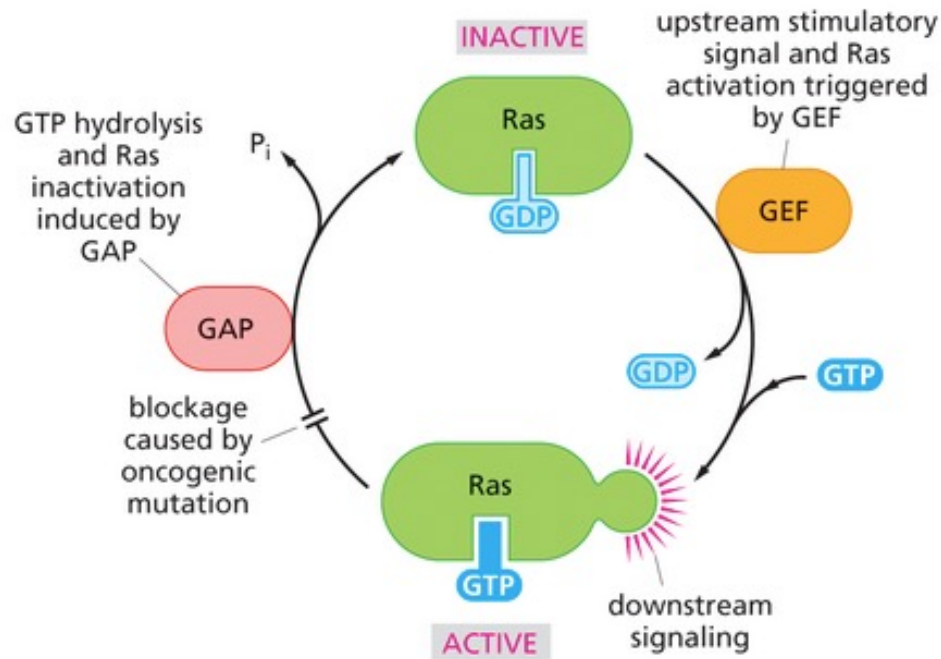 INACTIVE
upstream stimulatory
signal and Ras
activation triggered
by GEF
Ras
GDP
GEF
GTP hydrolysis
and Ras
inactivation
induced by
GAP
Pi
GAP
GDP
GTP
blockage
caused by
oncogenic
mutation
Ras
GTP
ACTIVE
downstream
signaling